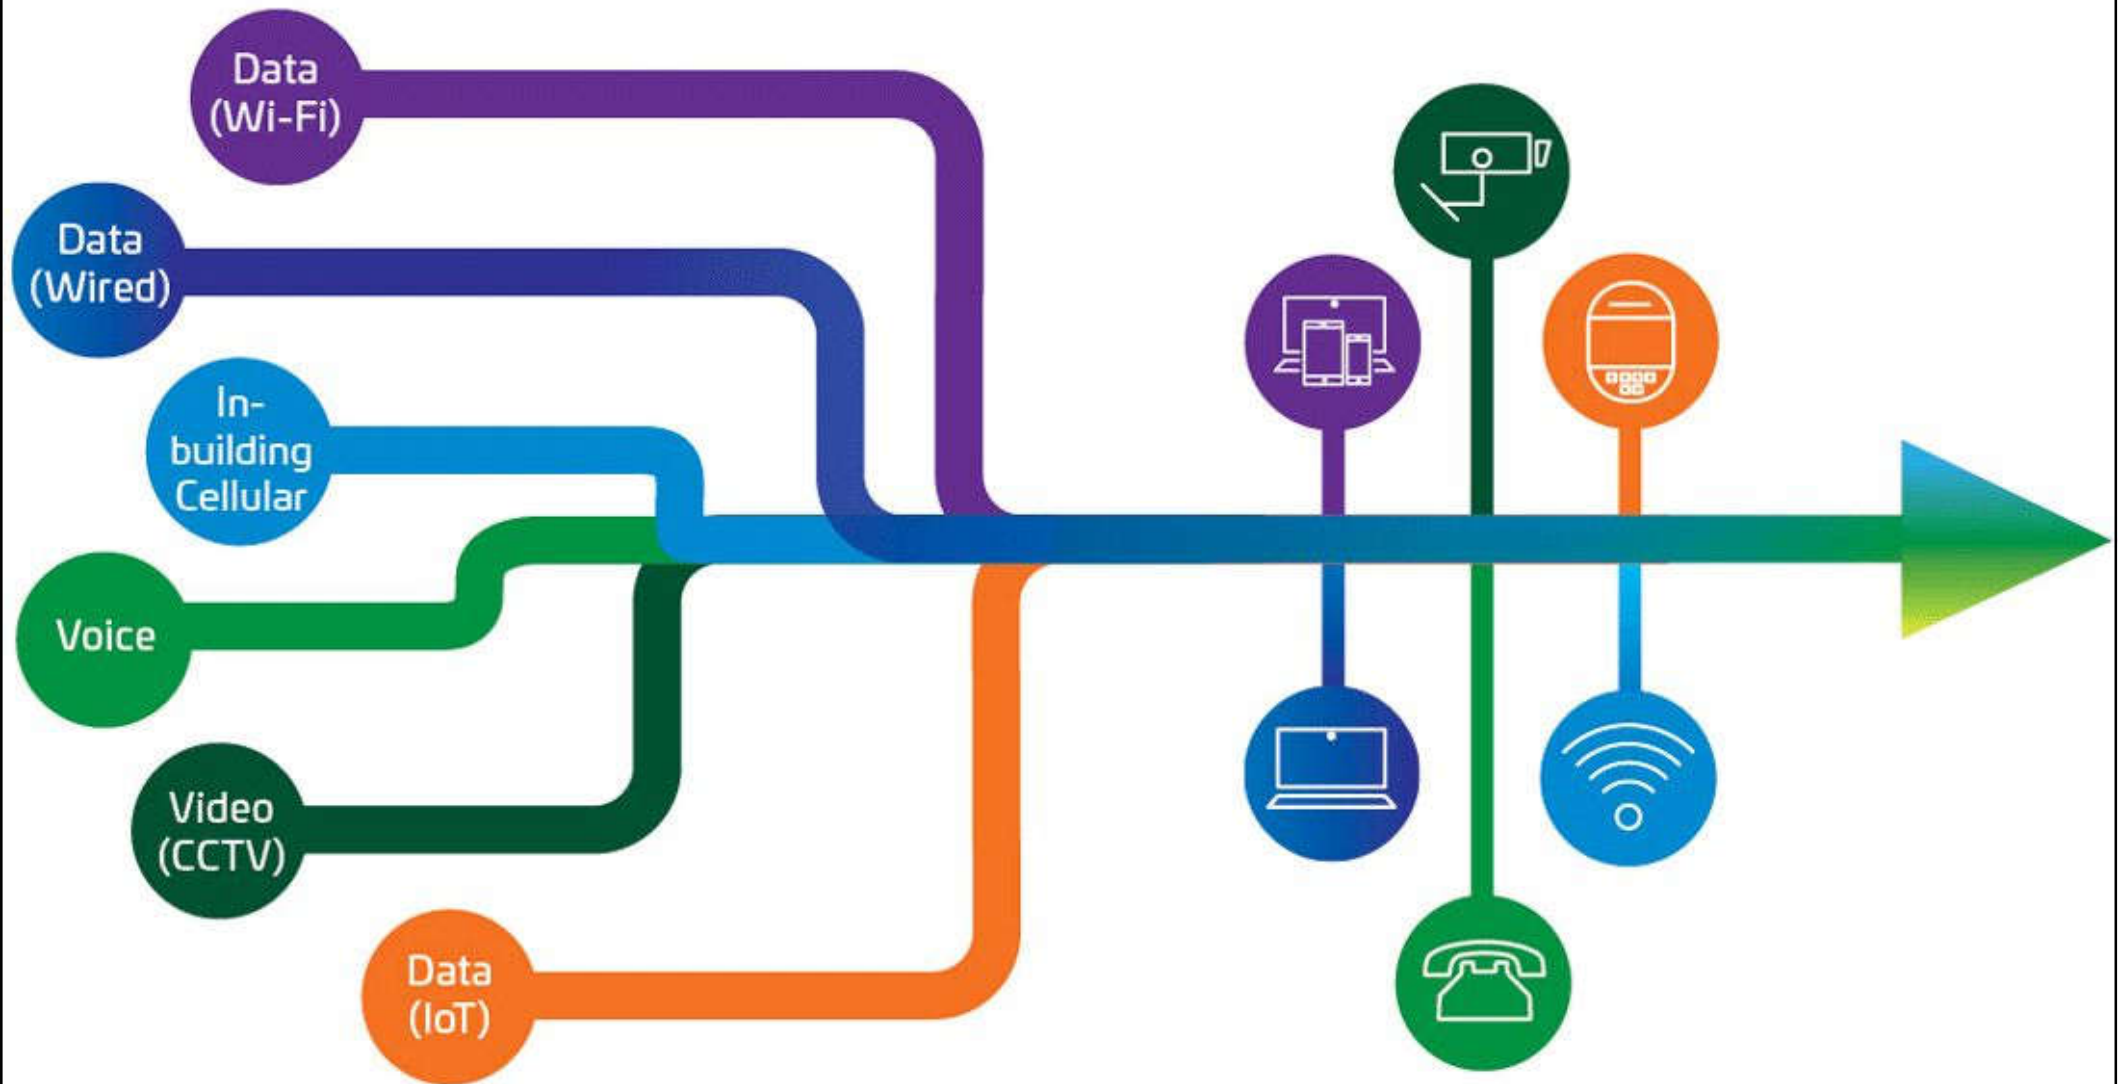 Data
(Wi-Fi)
Data
(Wired)
In-
building
Cellular
Voice
Video
(CCTV)
Data
(IoT)